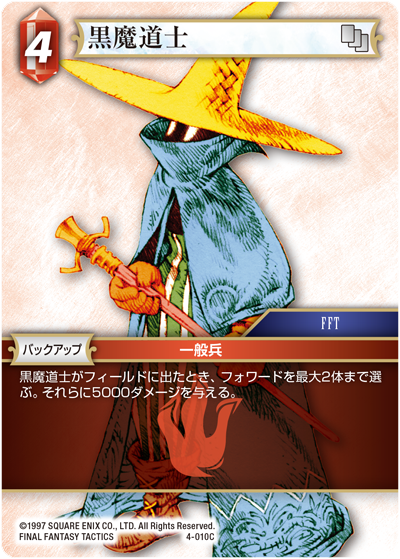 4
黒魔道士
FFT
バックアップ
一般兵
黒魔道士がフィールドに出たとき、フォワードを最大2体まで選
ぶ。それらに5000ダメージを与える。
©1997 SQUARE ENIX CO., LTD. All Rights Reserved.
FINAL FANTASY TACTICS
4-010C